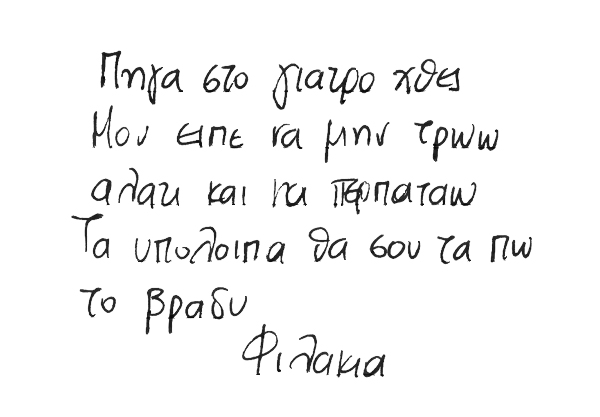 Πηγα στο γιατρο χθες
Μου ειπε να μην τρωω
αλατι και να περπαταω
Τα υπολοιπα θα σου τα πω
το βραδυ
Φιλακια